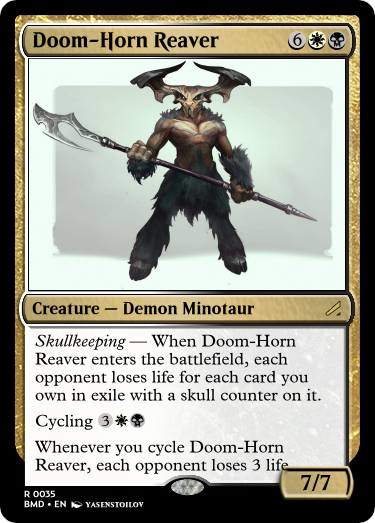 Doom-Horn Reaver 6
Creature — Demon Minotaur
Skullkeeping — When Doom-Horn
Reaver enters the battlefield, each
opponent loses life for each card you
own in exile with a skull counter on it.
Cycling 3
Whenever you cycle Doom-Horn
Reaver, each opponent loses 3 life.
7/7
R 0035
BMD • EN YASENSTOILOV